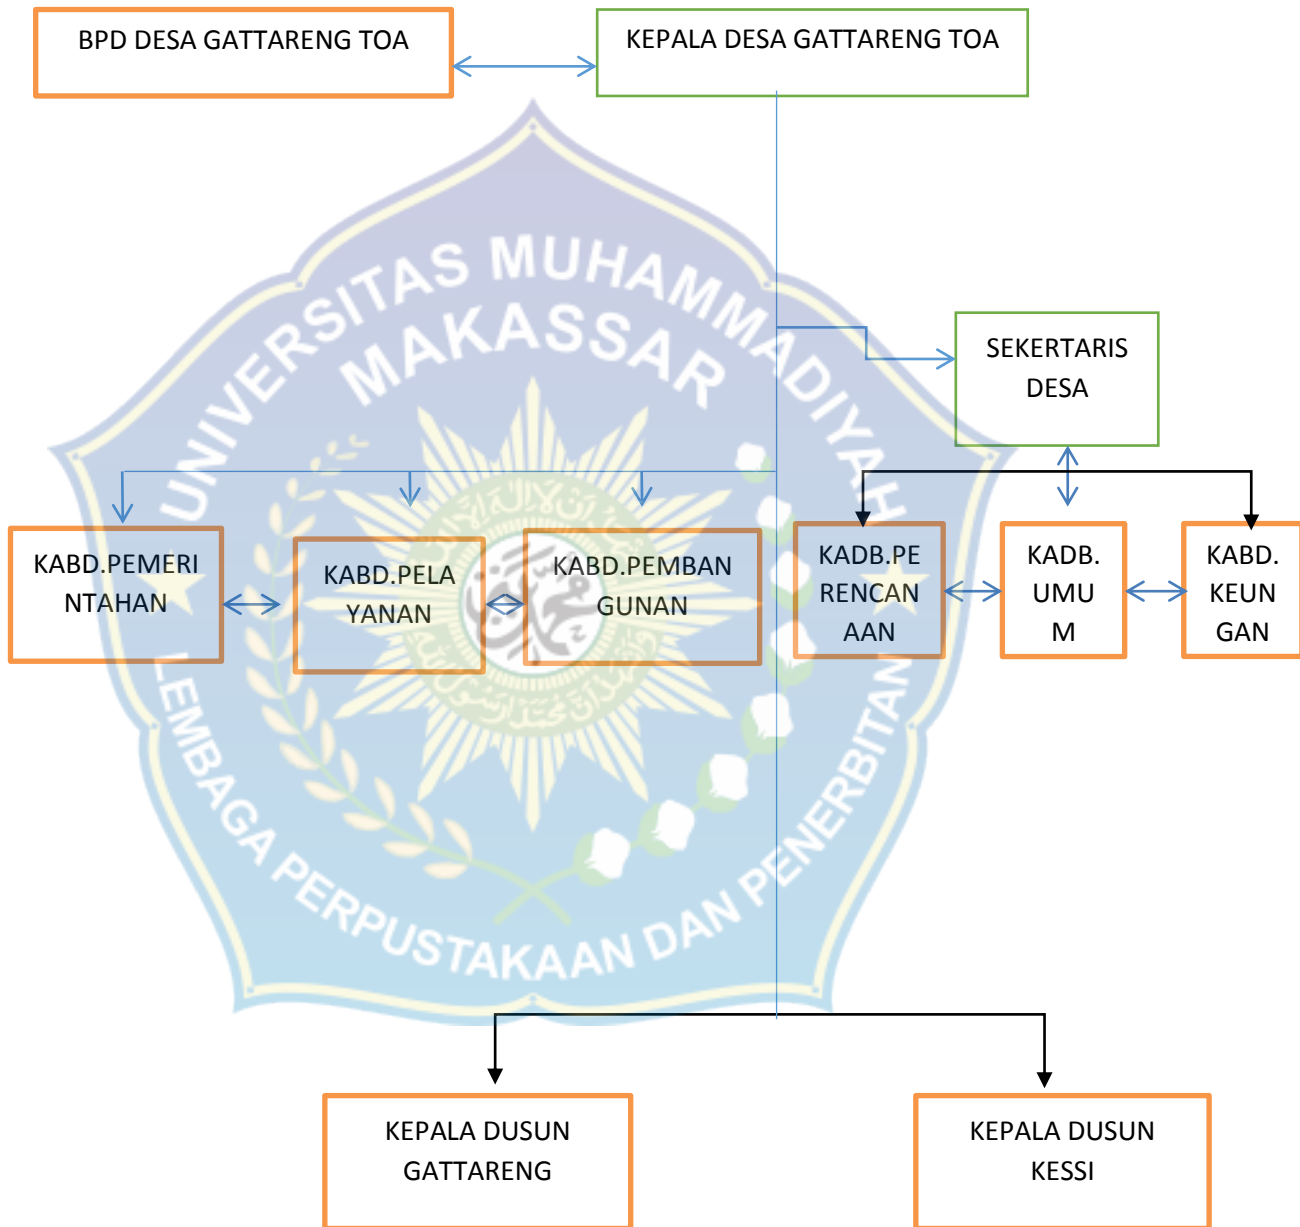 BPD DESA GATTARENG TOA
KEPALA DESA GATTARENG TOA
UNIVERSITAS MUHAMMADIYAH
MAKASSAR
SEKERTARIS
DESA
KABD.PEMERI
NTAHAN
KABD.PELA
YANAN
KABD.PEMBAN
GUNAN
KADB.PE
RENCAN
AAN
KADB.
UMU
M
KABD.
KEUN
GAN
LEMBAGA PERPUSTAKAAN DAN PENERBITAN
KEPALA DUSUN
GATTARENG
KEPALA DUSUN
KESSI